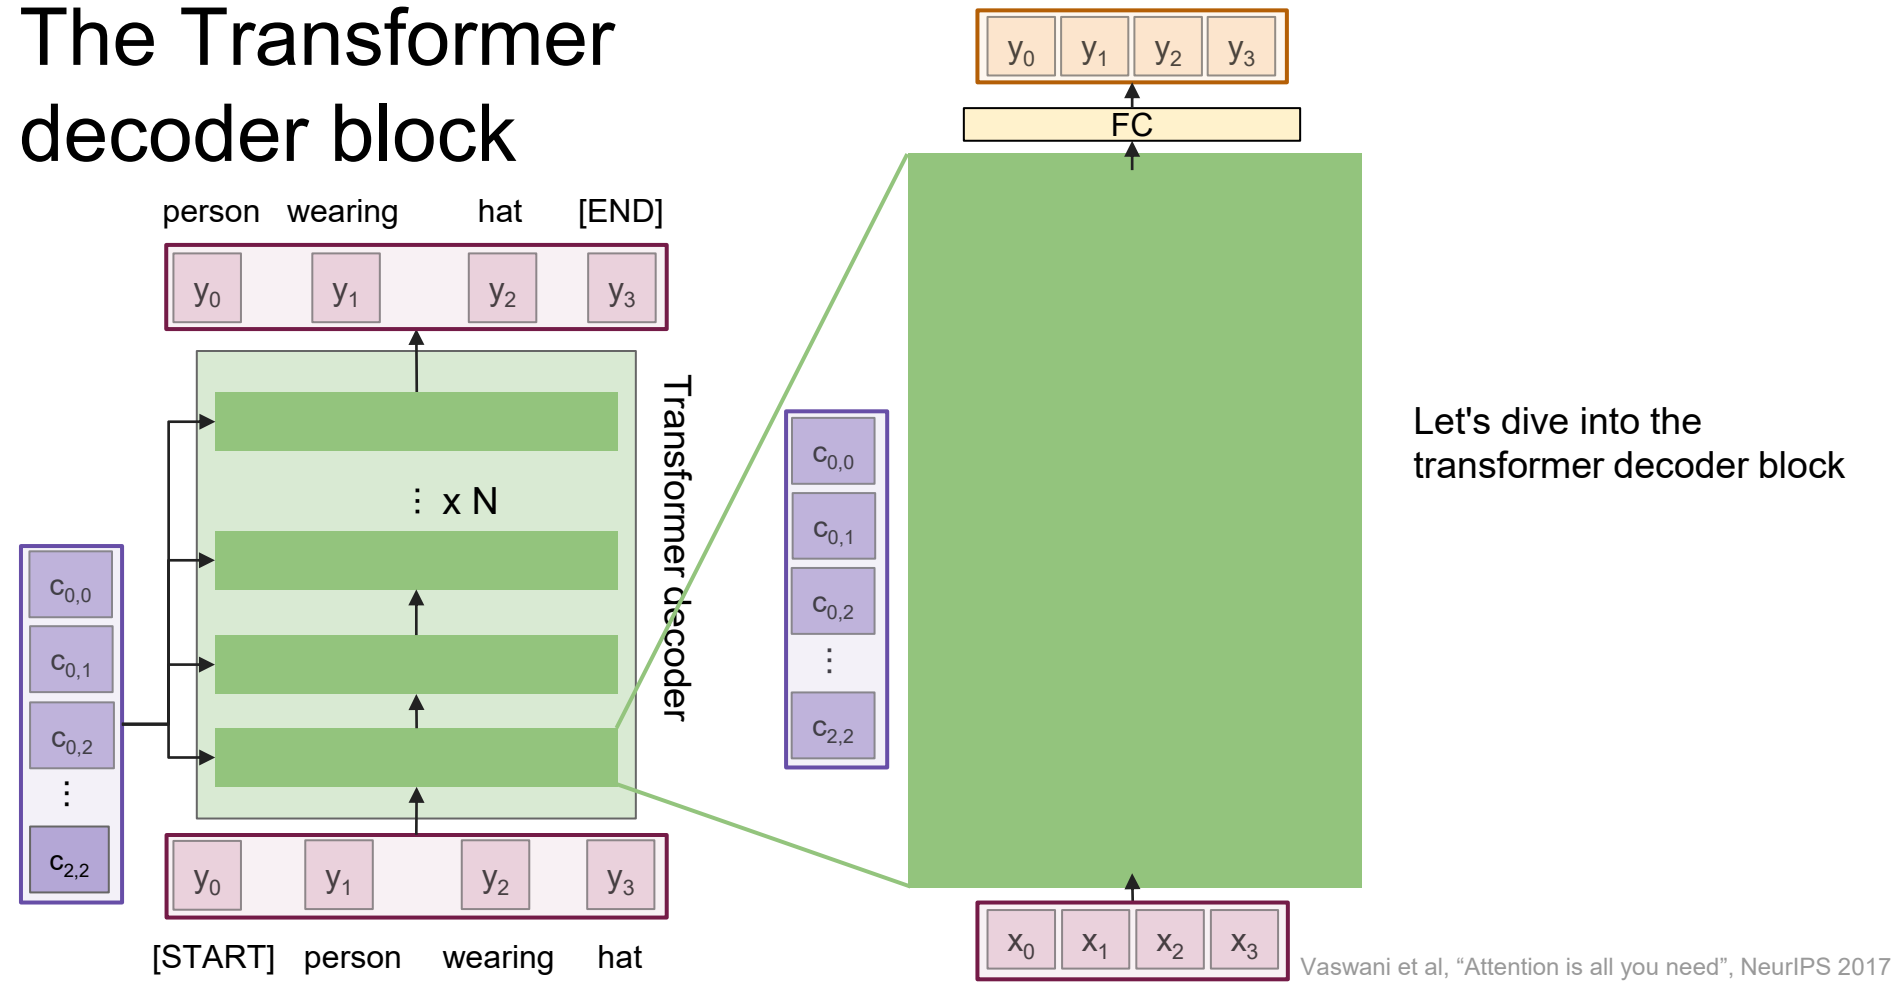 The Transformer
decoder block
person wearing hat [END]
y0 y1 y2 y3
Transformer decoder
⋮ x N
c0,0
c0,1
c0,2
⋮
c2,2
y0 y1 y2 y3
[START] person wearing hat
y0 y1 y2 y3
FC
c0,0
c0,1
c0,2
⋮
c2,2
x0 x1 x2 x3
Let's dive into the
transformer decoder block
Vaswani et al, “Attention is all you need”, NeurIPS 2017